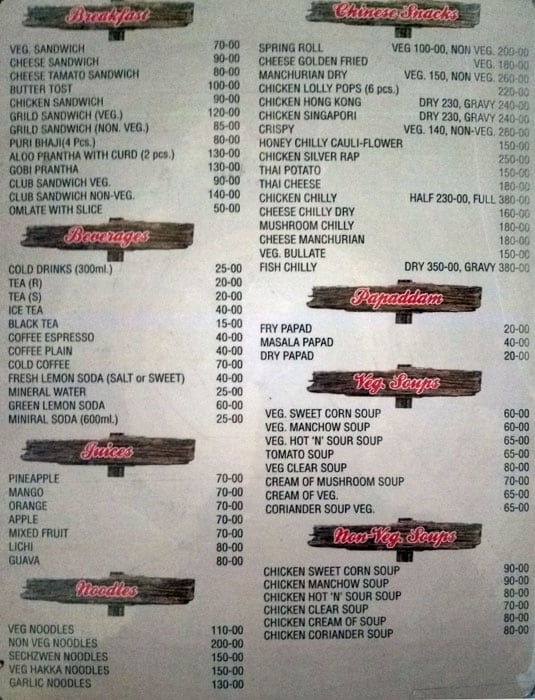 Breakfast
VEG. SANDWICH 70-00
CHEESE SANDWICH 90-00
CHEESE TAMATO SANDWICH 80-00
BUTTER TOST 100-00
CHICKEN SANDWICH 90-00
GRILD SANDWICH (VEG.) 120-00
GRILD SANDWICH (NON. VEG.) 85-00
PURI BHAJI(4 Pcs.) 80-00
ALOO PRANTHA WITH CURD (2 pcs.) 130-00
GOBI PRANTHA 130-00
CLUB SANDWICH VEG. 90-00
CLUB SANDWICH NON-VEG. 140-00
OMLATE WITH SLICE 50-00
Beverages
COLD DRINKS (300ml.) 25-00
TEA (R) 20-00
TEA (S) 20-00
ICE TEA 40-00
BLACK TEA 15-00
COFFEE ESPRESSO 40-00
COFFEE PLAIN 40-00
COLD COFFEE 70-00
FRESH LEMON SODA (SALT or SWEET) 40-00
MINERAL WATER 25-00
GREEN LEMON SODA 60-00
MINIRAL SODA (600ml.) 25-00
Juices
PINEAPPLE 70-00
MANGO 70-00
ORANGE 70-00
APPLE 70-00
MIXED FRUIT 70-00
LICHI 80-00
GUAVA 80-00
Noodles
VEG NOODLES 110-00
NON VEG NOODLES 200-00
SECHZWEN NOODLES 150-00
VEG HAKKA NOODLES 150-00
GARLIC NOODLES 130-00
Chinese Snacks
SPRING ROLL VEG 100-00, NON VEG. 200-00
CHEESE GOLDEN FRIED VEG. 180-00
MANCHURIAN DRY VEG. 150, NON VEG. 260-00
CHICKEN LOLLY POPS (6 pcs.) 220-00
CHICKEN HONG KONG DRY 230, GRAVY 240-00
CHICKEN SINGAPORI DRY 230, GRAVY 240-00
CRISPY VEG. 140, NON-VEG. 280-00
HONEY CHILLY CAULI-FLOWER 150-00
CHICKEN SILVER RAP 250-00
THAI POTATO 150-00
THAI CHEESE 180-00
CHICKEN CHILLY HALF 230-00, FULL 380-00
CHEESE CHILLY DRY 160-00
MUSHROOM CHILLY 180-00
CHEESE MANCHURIAN 180-00
VEG. BULLATE 150-00
FISH CHILLY DRY 350-00, GRAVY 380-00
Papaddam
FRY PAPAD 20-00
MASALA PAPAD 40-00
DRY PAPAD 20-00
Veg. Soups
VEG. SWEET CORN SOUP 60-00
VEG. MANCHOW SOUP 60-00
VEG. HOT 'N' SOUR SOUP 65-00
TOMATO SOUP 65-00
VEG CLEAR SOUP 80-00
CREAM OF MUSHROOM SOUP 70-00
CREAM OF VEG. 65-00
CORIANDER SOUP VEG. 65-00
Non-Veg. Soups
CHICKEN SWEET CORN SOUP 90-00
CHICKEN MANCHOW SOUP 90-00
CHICKEN HOT 'N' SOUR SOUP 80-00
CHICKEN CLEAR SOUP 70-00
CHICKEN CREAM OF SOUP 80-00
CHICKEN CORIANDER SOUP 80-00